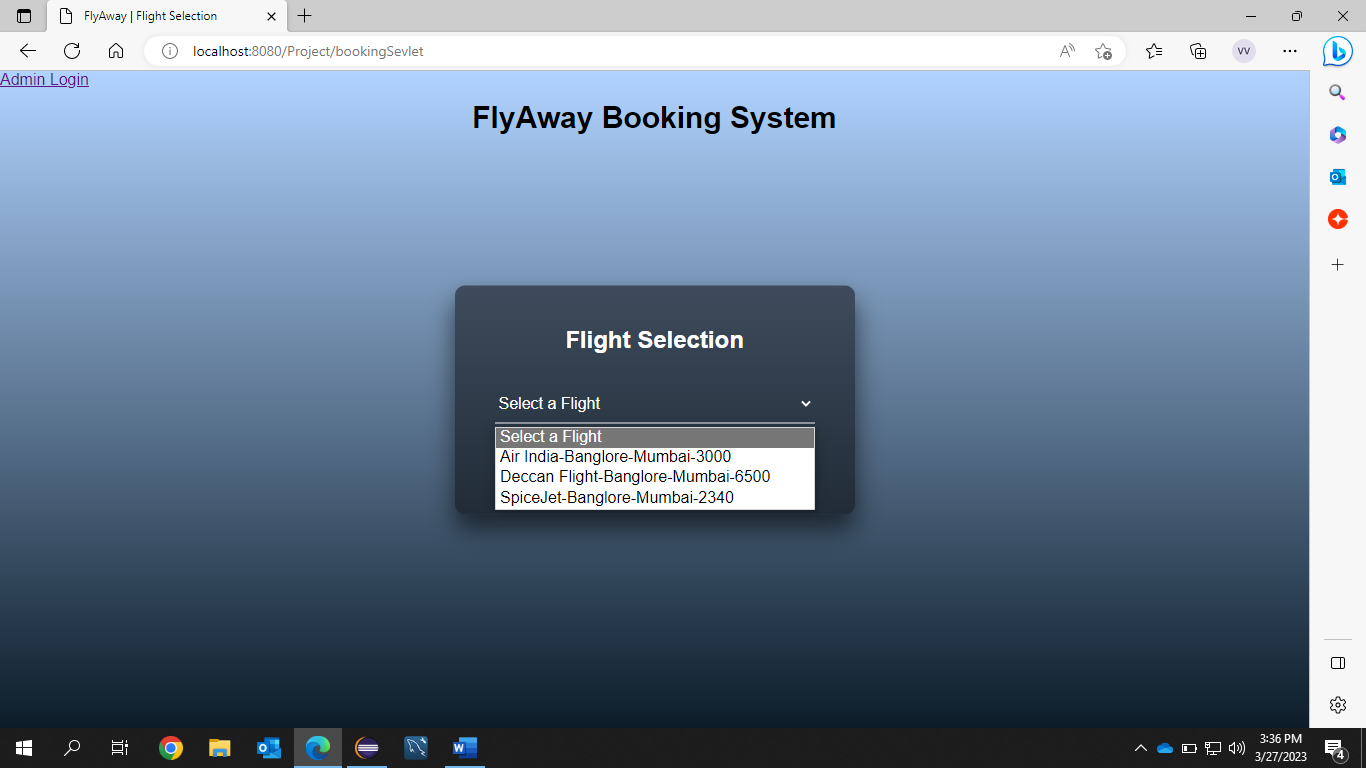 FlyAway | Flight Selection
localhost:8080/Project/bookingSevlet
A
VV
Admin Login
FlyAway Booking System
Flight Selection
Select a Flight
Select a Flight
Air India-Banglore-Mumbai-3000
Deccan Flight-Banglore-Mumbai-6500
SpiceJet-Banglore-Mumbai-2340
3:36 PM
3/27/2023
4